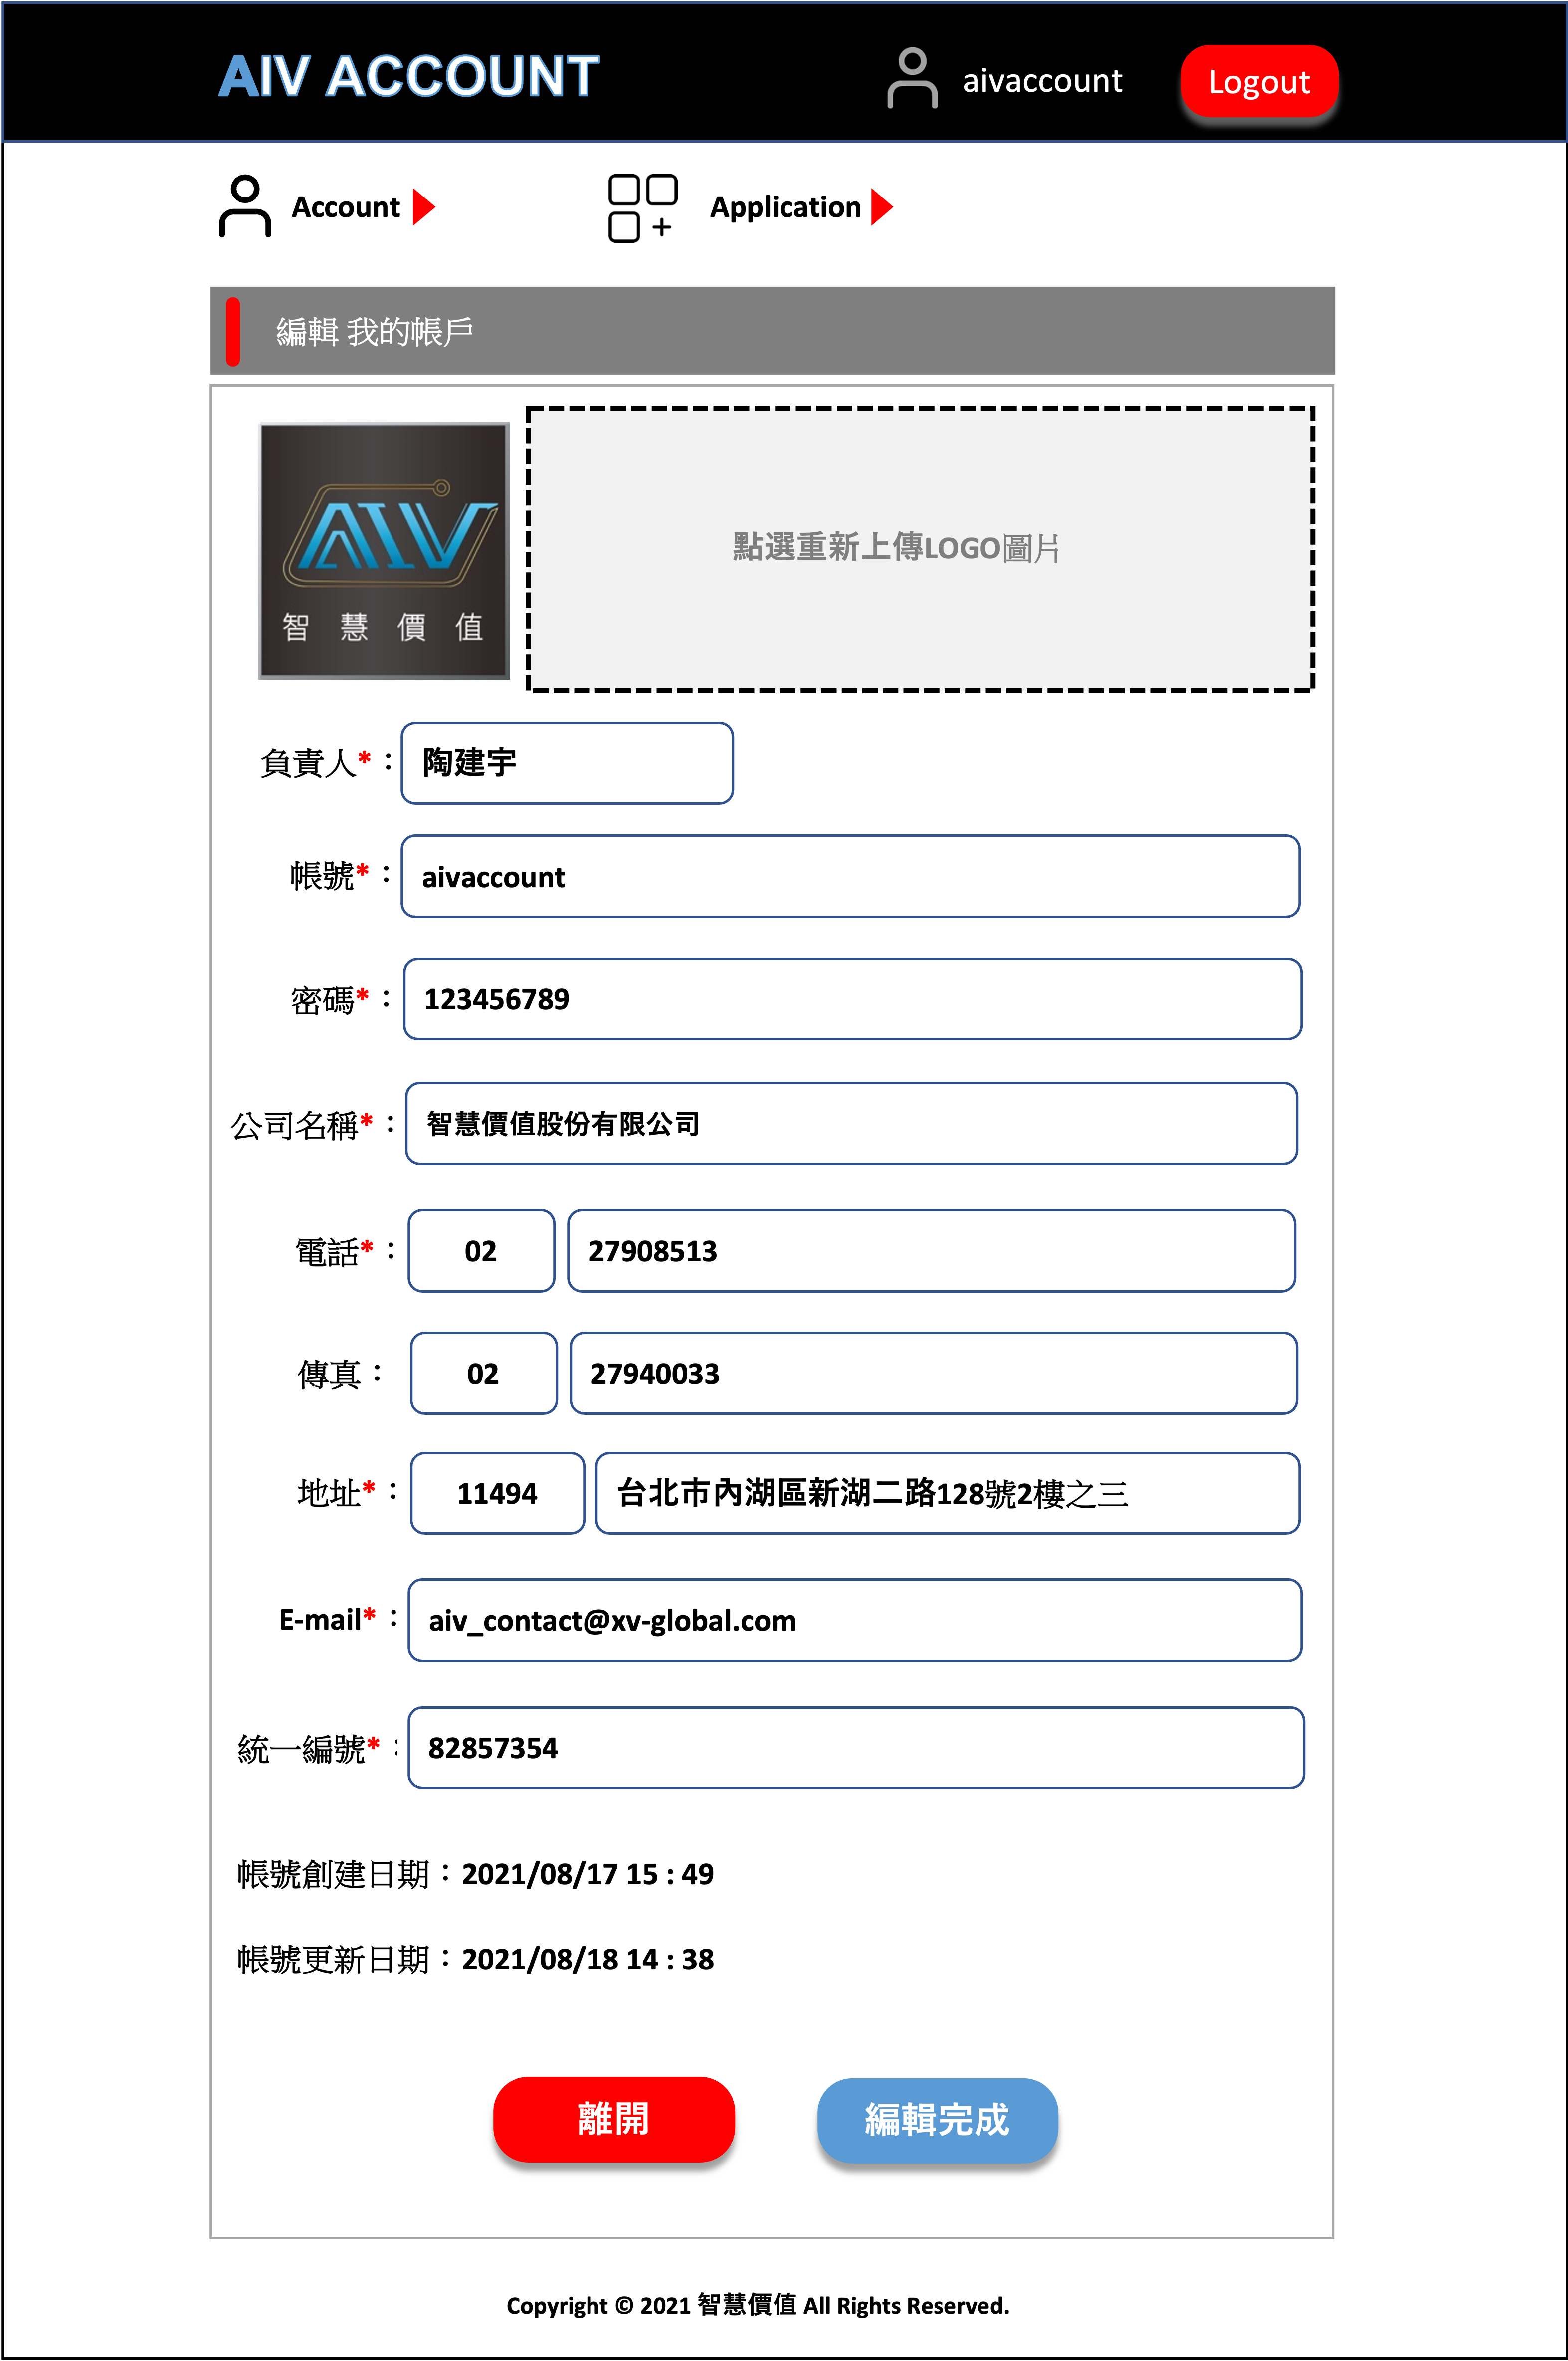 AIV ACCOUNT
aivaccount
Logout
Account
Application
編輯 我的帳戶
AIV
智慧價值
點選重新上傳LOGO圖片
負責人*：陶建宇
帳號*：aivaccount
密碼*：123456789
公司名稱*：智慧價值股份有限公司
電話*：02 27908513
傳真：02 27940033
地址*：11494 台北市內湖區新湖二路128號2樓之三
E-mail*：aiv_contact@xv-global.com
統一編號*：82857354
帳號創建日期：2021/08/17 15 : 49
帳號更新日期：2021/08/18 14 : 38
離開
編輯完成
Copyright © 2021 智慧價值 All Rights Reserved.